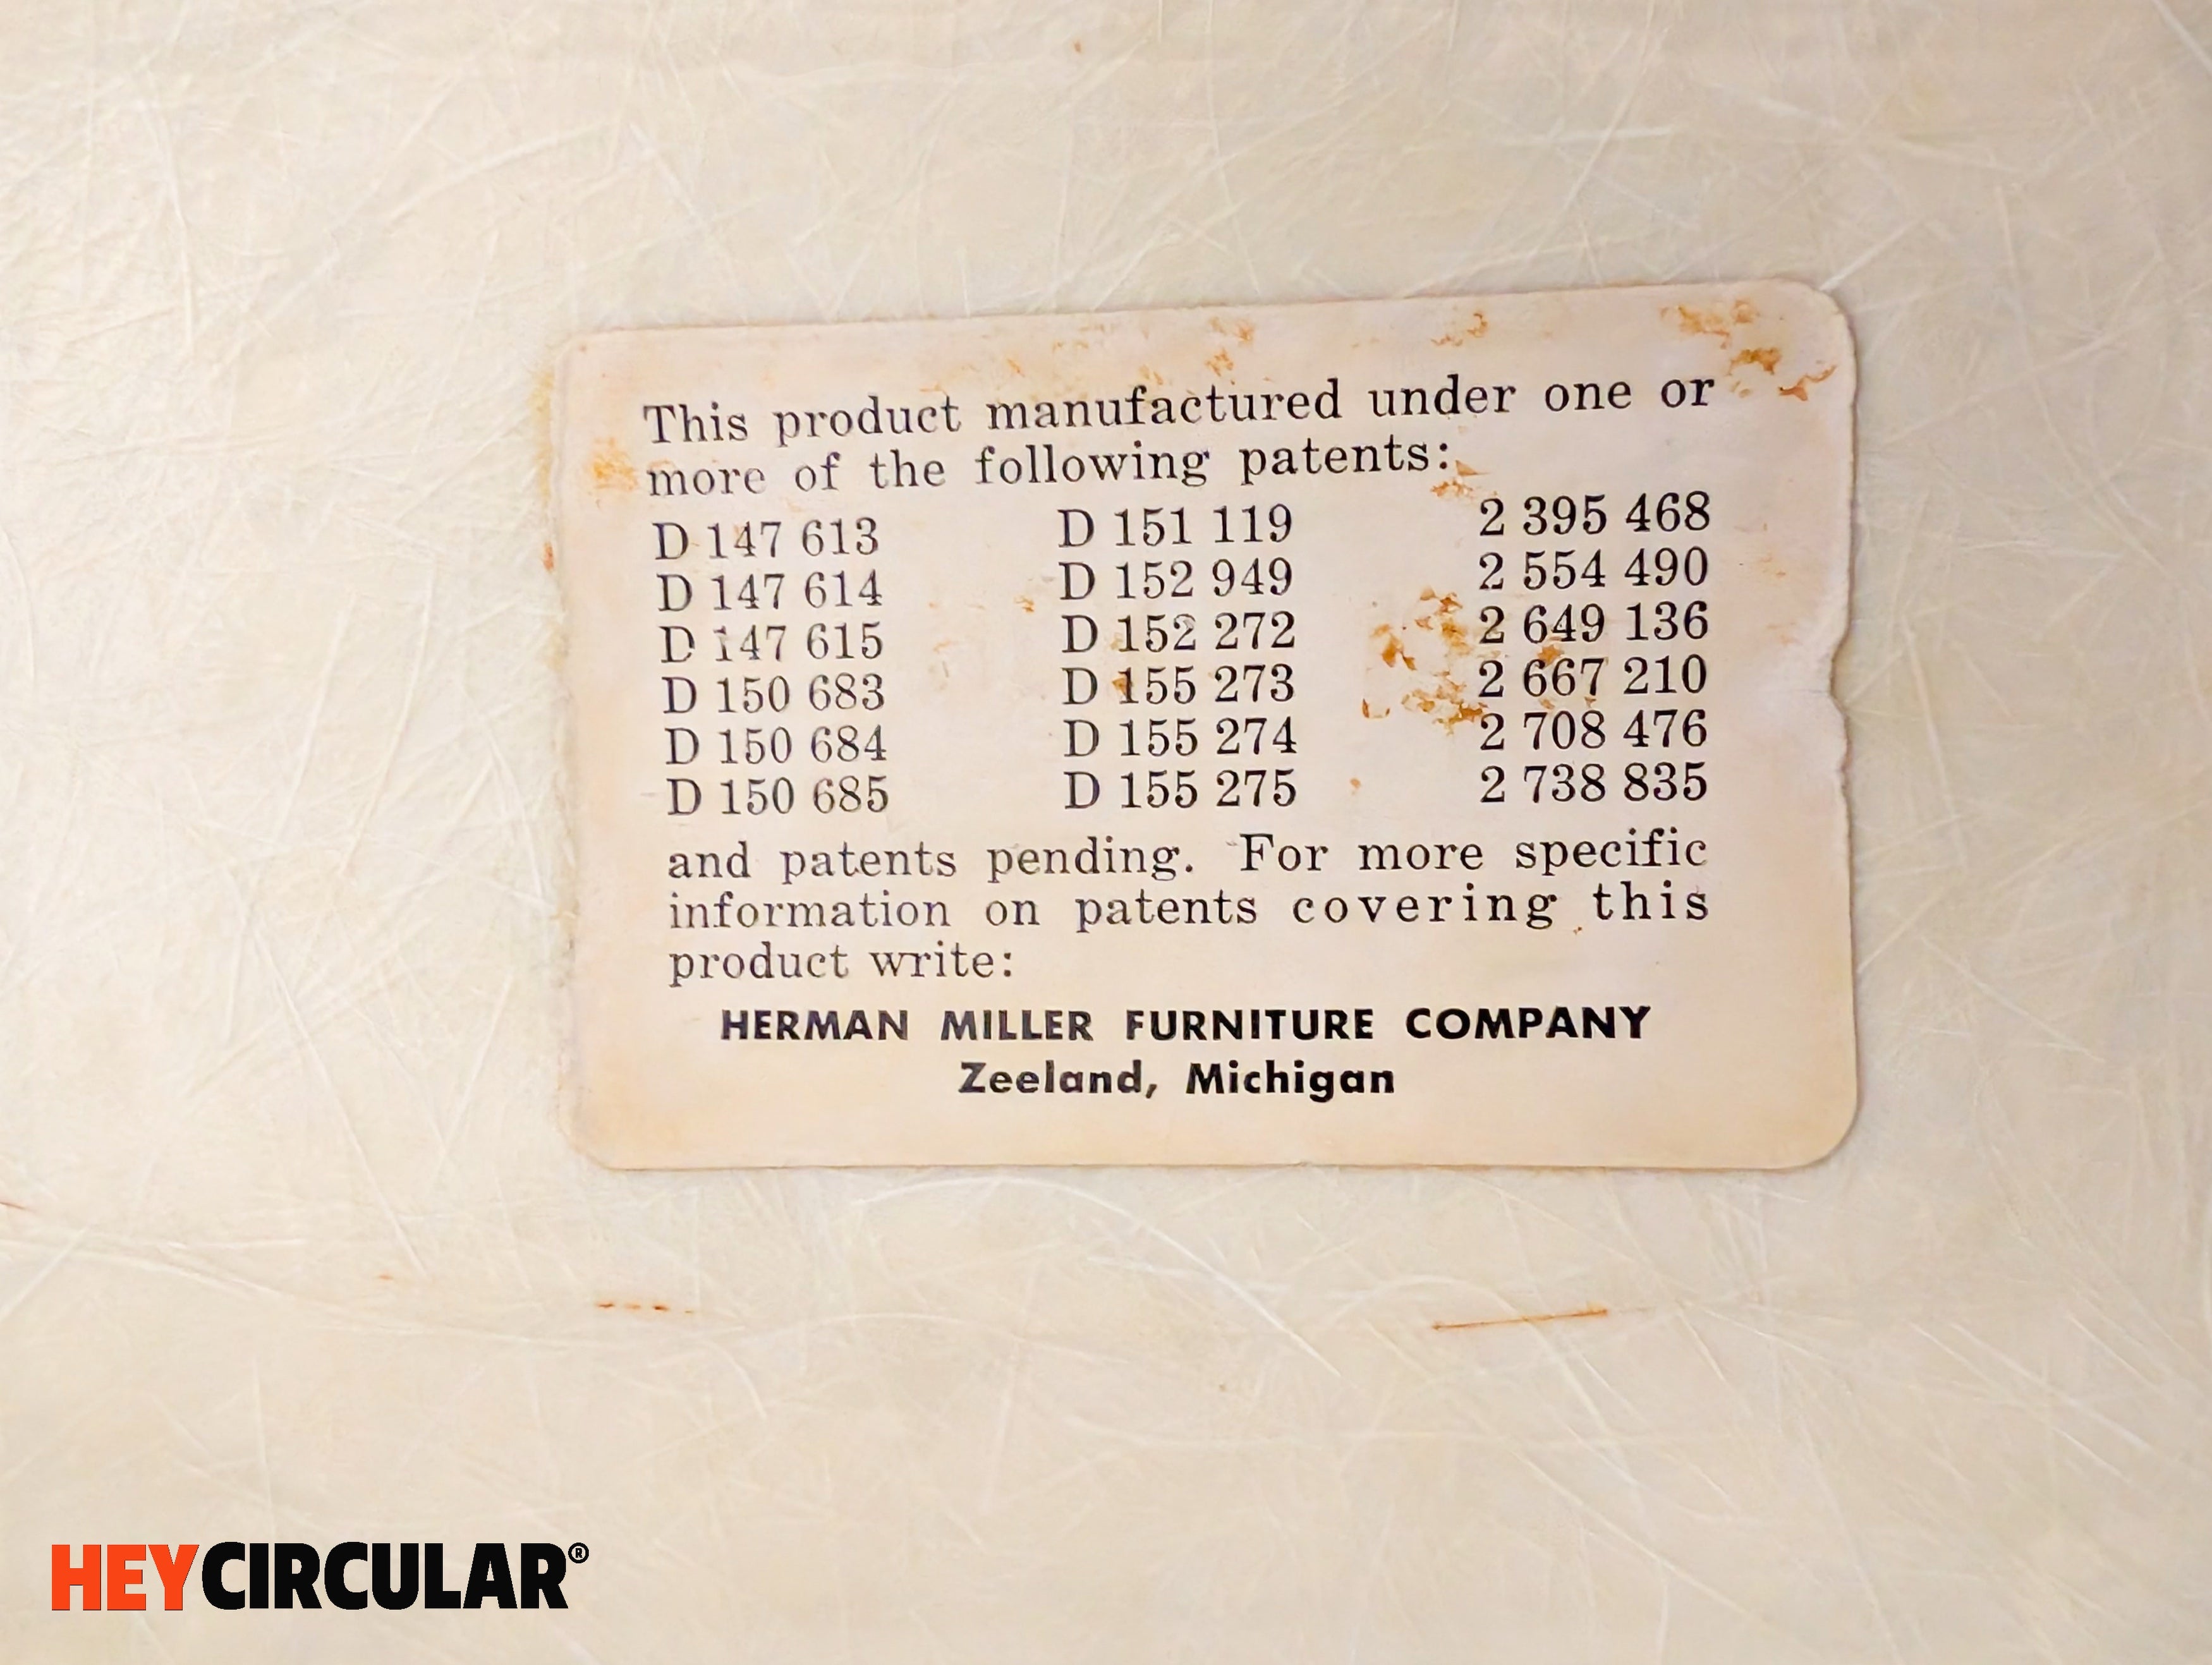 This product manufactured under one or
more of the following patents:
D 147 613 D 151 119 2 395 468
D 147 614 D 152 949 2 554 490
D 147 615 D 152 272 2 649 136
D 150 683 D 155 273 2 667 210
D 150 684 D 155 274 2 708 476
D 150 685 D 155 275 2 738 835
and patents pending. For more specific
information on patents covering this
product write:
HERMAN MILLER FURNITURE COMPANY
Zeeland, Michigan
HEYCIRCULAR®